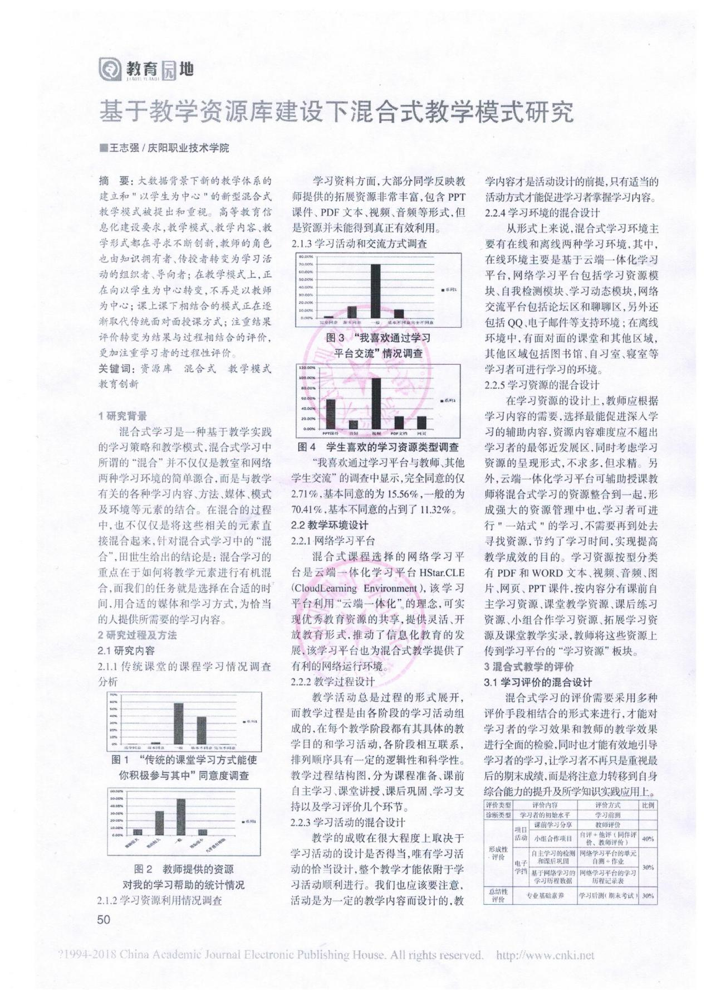 教育园地
JIAOYU YUANDI
基于教学资源库建设下混合式教学模式研究
■王志强/庆阳职业技术学院
摘 要：大数据背景下新的教学体系的
建立和"以学生为中心"的新型混合式
教学模式被提出和重视。高等教育信
息化建设要求,教学模式、教学内容、教
学形式都在寻求不断创新,教师的角色
也由知识拥有者、传授者转变为学习活
动的组织者、导向者；在教学模式上,正
在向以学生为中心转变,不再是以教师
为中心；课上课下相结合的模式正在逐
渐取代传统面对面授课方式；注重结果
评价转变为结果与过程相结合的评价,
更加注重学习者的过程性评价。
关键词：资源库 混合式 教学模式
教育创新
1 研究背景
混合式学习是一种基于教学实践
的学习策略和教学模式,混合式学习中
所谓的“混合”并不仅仅是教室和网络
两种学习环境的简单源合,而是与教学
有关的各种学习内容、方法、媒体、模式
及环境等元素的结合。在混合的过程
中,也不仅仅是将这些相关的元素直
接混合起来,针对混合式学习中的“混
合”,田世生给出的结论是：混合学习的
重点在于如何将教学元素进行有机混
合,而我们的任务就是选择在合适的时
间,用合适的媒体和学习方式,为恰当
的人提供所需要的学习内容。
2 研究过程及方法
2.1 研究内容
2.1.1 传统课堂的课程学习情况调查
分析
70%
60%
50%
40%
30%
20%
10%
0%
完全同意 基本同意 一般 基本不同意 完全不同意
系列1
图 1 “传统的课堂学习方式能使
你积极参与其中”同意度调查
60.00%
50.00%
40.00%
30.00%
20.00%
10.00%
0.00%
一般
系列1
图 2 教师提供的资源
对我的学习帮助的统计情况
2.1.2 学习资源利用情况调查
50
学习资料方面,大部分同学反映教
师提供的拓展资源非常丰富,包含 PPT
课件、PDF 文本、视频、音频等形式,但
是资源并未能得到真正有效利用。
2.1.3 学习活动和交流方式调查
80.00%
70.00%
60.00%
50.00%
40.00%
30.00%
20.00%
10.00%
0.00%
完全同意 基本同意 一般 基本不同意 完全不同意
系列1
图 3 “我喜欢通过学习
平台交流”情况调查
120.00%
100.00%
80.00%
60.00%
40.00%
20.00%
0.00%
PPT课件 音频 视频 PDF文档 网页
系列1
图 4 学生喜欢的学习资源类型调查
“我喜欢通过学习平台与教师、其他
学生交流”的调查中显示,完全同意的仅
2.71%,基本同意的为 15.56%,一般的为
70.41%,基本不同意的占到了 11.32%。
2.2 教学环境设计
2.2.1 网络学习平台
混合式课程选择的网络学习平
台是云端一体化学习平台 HStar.CLE
(CloudLearning Environment),该学习
平台利用“云端一体化”的理念,可实
现优秀教育资源的共享,提供灵活、开
放教育形式,推动了信息化教育的发
展,该学习平台也为混合式教学提供了
有利的网络运行环境。
2.2.2 教学过程设计
教学活动总是过程的形式展开,
而教学过程是由各阶段的学习活动组
成的,在每个教学阶段都有其具体的教
学目的和学习活动,各阶段相互联系,
排列顺序具有一定的逻辑性和科学性。
教学过程结构图,分为课程准备、课前
自主学习、课堂讲授、课后巩固、学习支
持以及学习评价几个环节。
2.2.3 学习活动的混合设计
教学的成败在很大程度上取决于
学习活动的设计是否得当,唯有学习活
动的恰当设计,整个教学才能依附于学
习活动顺利进行。我们也应该要注意,
活动是为一定的教学内容而设计的,教
学内容才是活动设计的前提,只有适当的
活动方式才能促进学习者掌握学习内容。
2.2.4 学习环境的混合设计
从形式上来说,混合式学习环境主
要有在线和离线两种学习环境,其中,
在线环境主要是基于云端一体化学习
平台,网络学习平台包括学习资源模
块、自我检测模块、学习动态模块,网络
交流平台包括论坛区和聊聊区,另外还
包括 QQ、电子邮件等支持环境；在离线
环境中,有面对面的课堂和其他区域,
其他区域包括图书馆、自习室、寝室等
学习者可进行学习的环境。
2.2.5 学习资源的混合设计
在学习资源的设计上,教师应根据
学习内容的需要,选择最能促进深入学
习的辅助内容,资源内容难度应不超出
学习者的最邻近发展区,同时考虑学习
资源的呈现形式,不求多,但求精。另
外,云端一体化学习平台可辅助授课教
师将混合式学习的资源整合到一起,形
成强大的资源管理中也,学习者可进
行"一站式"的学习,不需要再到处去
寻找资源,节约了学习时间,实现提高
教学成效的目的。学习资源按型分类
有 PDF 和 WORD 文本、视频、音频、图
片、网页、PPT 课件,按内容分有课前自
主学习资源、课堂教学资源、课后练习
资源、小组合作学习资源、拓展学习资
源及课堂教学实录,教师将这些资源上
传到学习平台的“学习资源”板块。
3 混合式教学的评价
3.1 学习评价的混合设计
混合式学习的评价需要采用多种
评价手段相结合的形式来进行,才能对
学习者的学习效果和教师的教学效果
进行全面的检验,同时也才能有效地引导
学习者的学习,让学习者不再只是重视最
后的期末成绩,而是将注意力转移到自身
综合能力的提升及所学知识实践应用上。
评价类型 评价内容 评价方式 比例
诊断类型 学习者的初始水平 学习前测
形成性评价 项目活动 课前学习分享 教师评价
小组合作项目 自评+他评(同伴评价、教师评价) 40%
电子学挡 自主学习的检测和课后巩固 网络学习平台的单元自测+作业
基于网络学习的学习历程数据 网络学习平台的学习历程记录表 30%
总结性评价 专业基础素养 学习后测(期末考试) 30%
?1994-2018 China Academic Journal Electronic Publishing House. All rights reserved. http://www.cnki.net